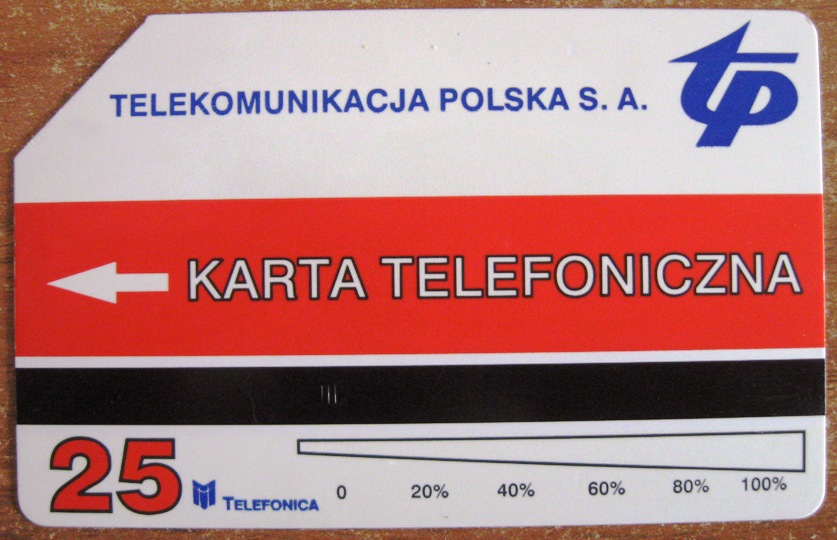 TELEKOMUNIKACJA POLSKA S. A.
tp
KARTA TELEFONICZNA
25 TELEFONICA
0 20% 40% 60% 80% 100%